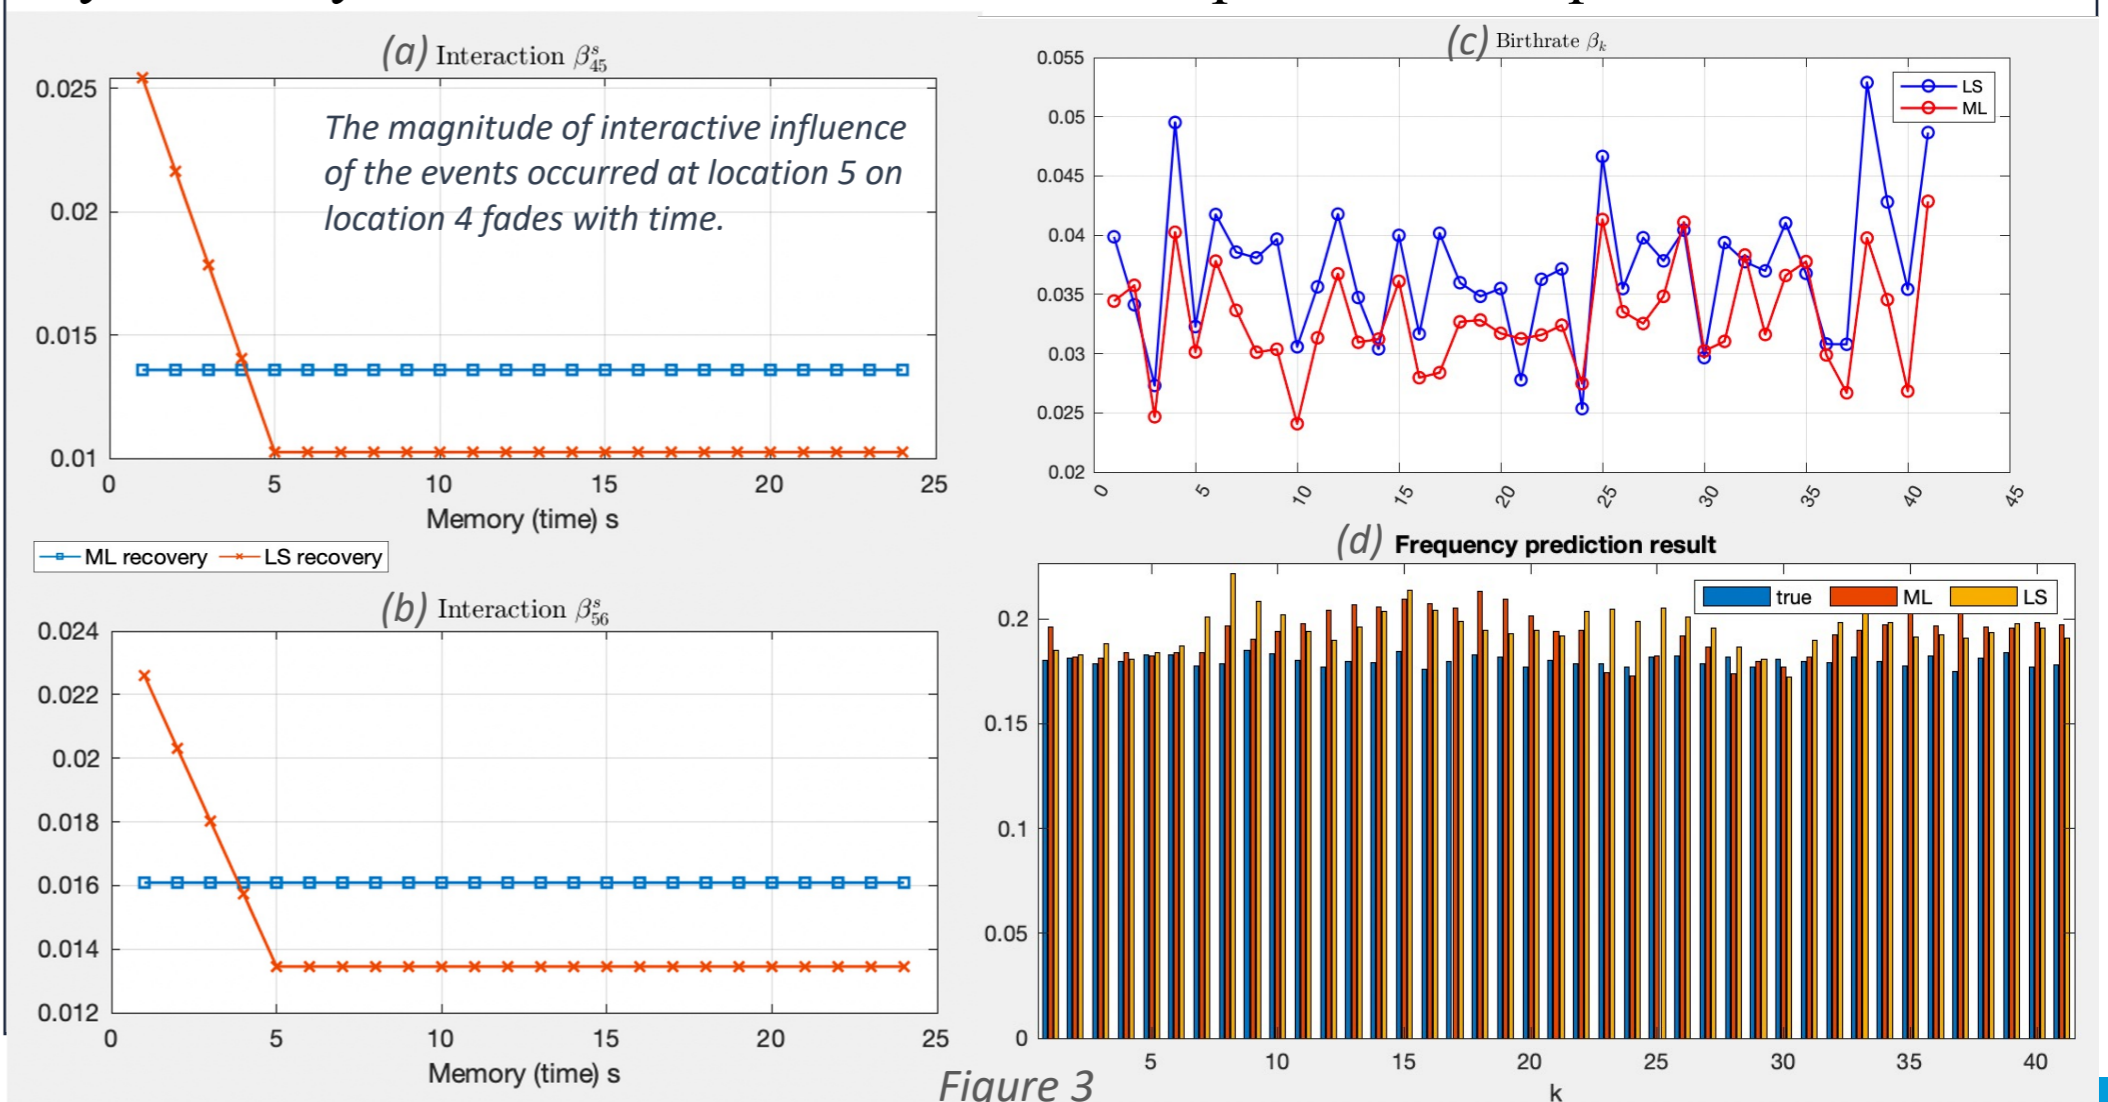 (a) Interaction β^s_45
0.025
0.02
0.015
0.01
The magnitude of interactive influence
of the events occurred at location 5 on
location 4 fades with time.
0 5 10 15 20 25
Memory (time) s
ML recovery LS recovery
(b) Interaction β^s_56
0.024
0.022
0.02
0.018
0.016
0.014
0.012
0 5 10 15 20 25
Memory (time) s
(c) Birthrate β_k
LS
ML
0.055
0.05
0.045
0.04
0.035
0.03
0.025
0.02
0 5 10 15 20 25 30 35 40 45
(d) Frequency prediction result
true ML LS
0.2
0.15
0.1
0.05
0
5 10 15 20 25 30 35 40
k
Figure 3